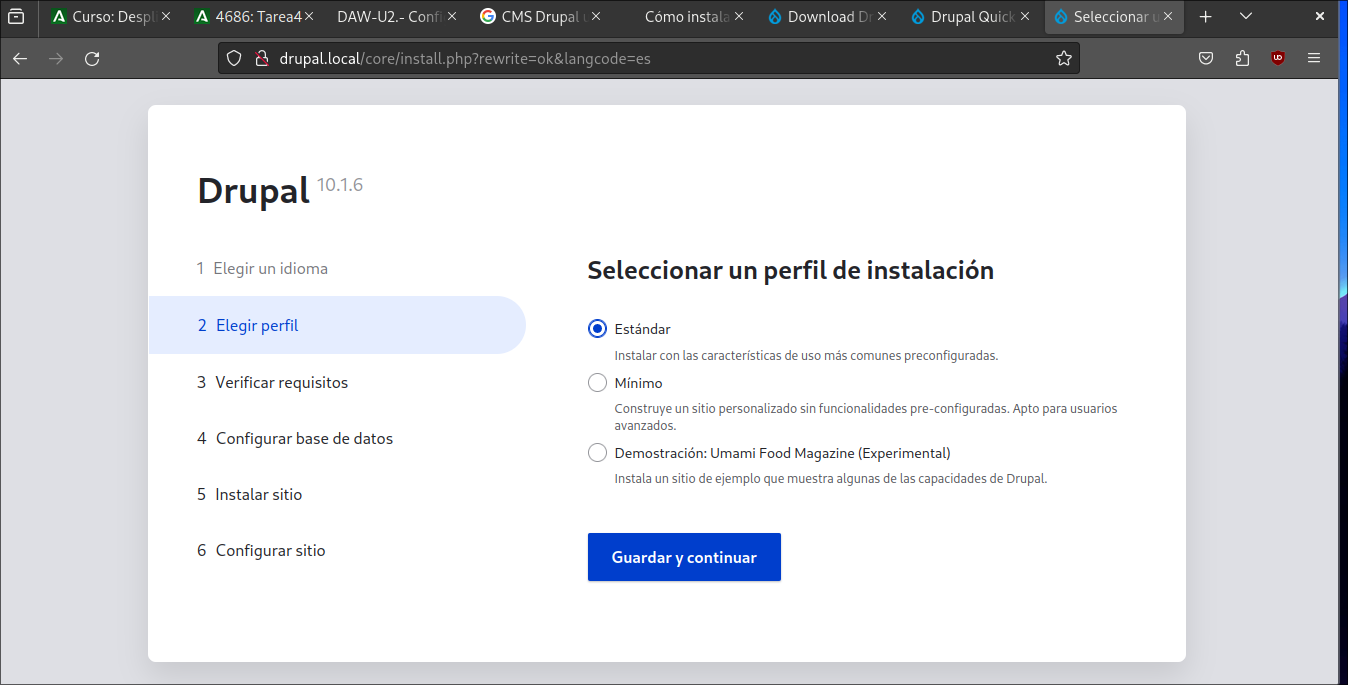 Curso: Despl
4686: Tarea4
DAW-U2.- Confi
CMS Drupal
Cómo instala
Download Dr
Drupal Quick
Seleccionar u
drupal.local/core/install.php?rewrite=ok&langcode=es
Drupal 10.1.6
1 Elegir un idioma
2 Elegir perfil
3 Verificar requisitos
4 Configurar base de datos
5 Instalar sitio
6 Configurar sitio
Seleccionar un perfil de instalación
Estándar
Instalar con las características de uso más comunes preconfiguradas.
Mínimo
Construye un sitio personalizado sin funcionalidades pre-configuradas. Apto para usuarios
avanzados.
Demostración: Umami Food Magazine (Experimental)
Instala un sitio de ejemplo que muestra algunas de las capacidades de Drupal.
Guardar y continuar